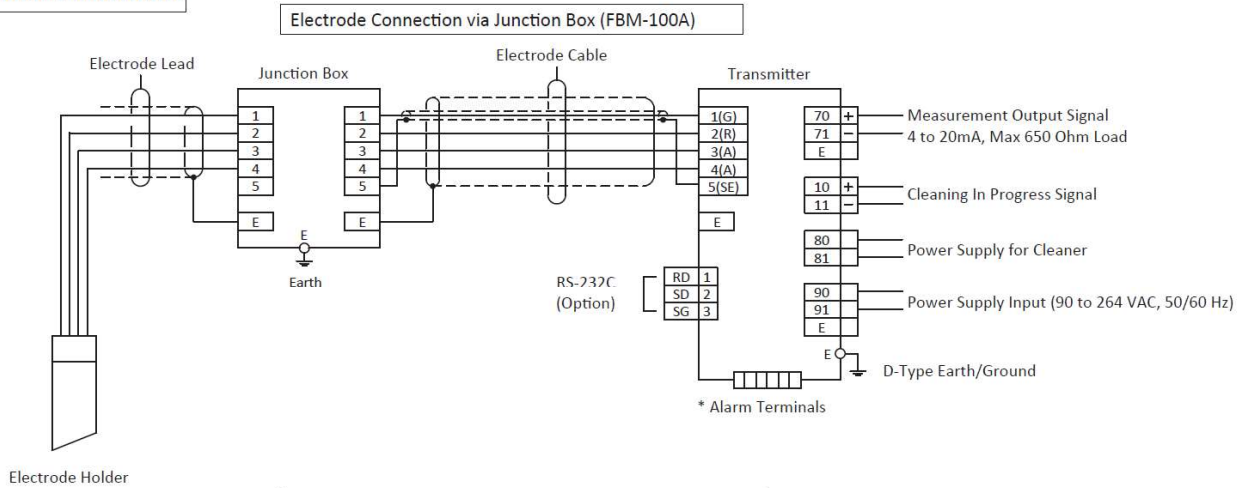 Electrode Connection via Junction Box (FBM-100A)
Electrode Lead
Junction Box
Electrode Cable
Transmitter
1
2
3
4
5
E
1
2
3
4
5
E
E
Earth
1(G)
2(R)
3(A)
4(A)
5(SE)
E
RS-232C
(Option)
RD 1
SD 2
SG 3
70 +
71 −
E
Measurement Output Signal
4 to 20mA, Max 650 Ohm Load
10 +
11 −
Cleaning In Progress Signal
80
81
Power Supply for Cleaner
90
91
E
Power Supply Input (90 to 264 VAC, 50/60 Hz)
E
D-Type Earth/Ground
* Alarm Terminals
Electrode Holder